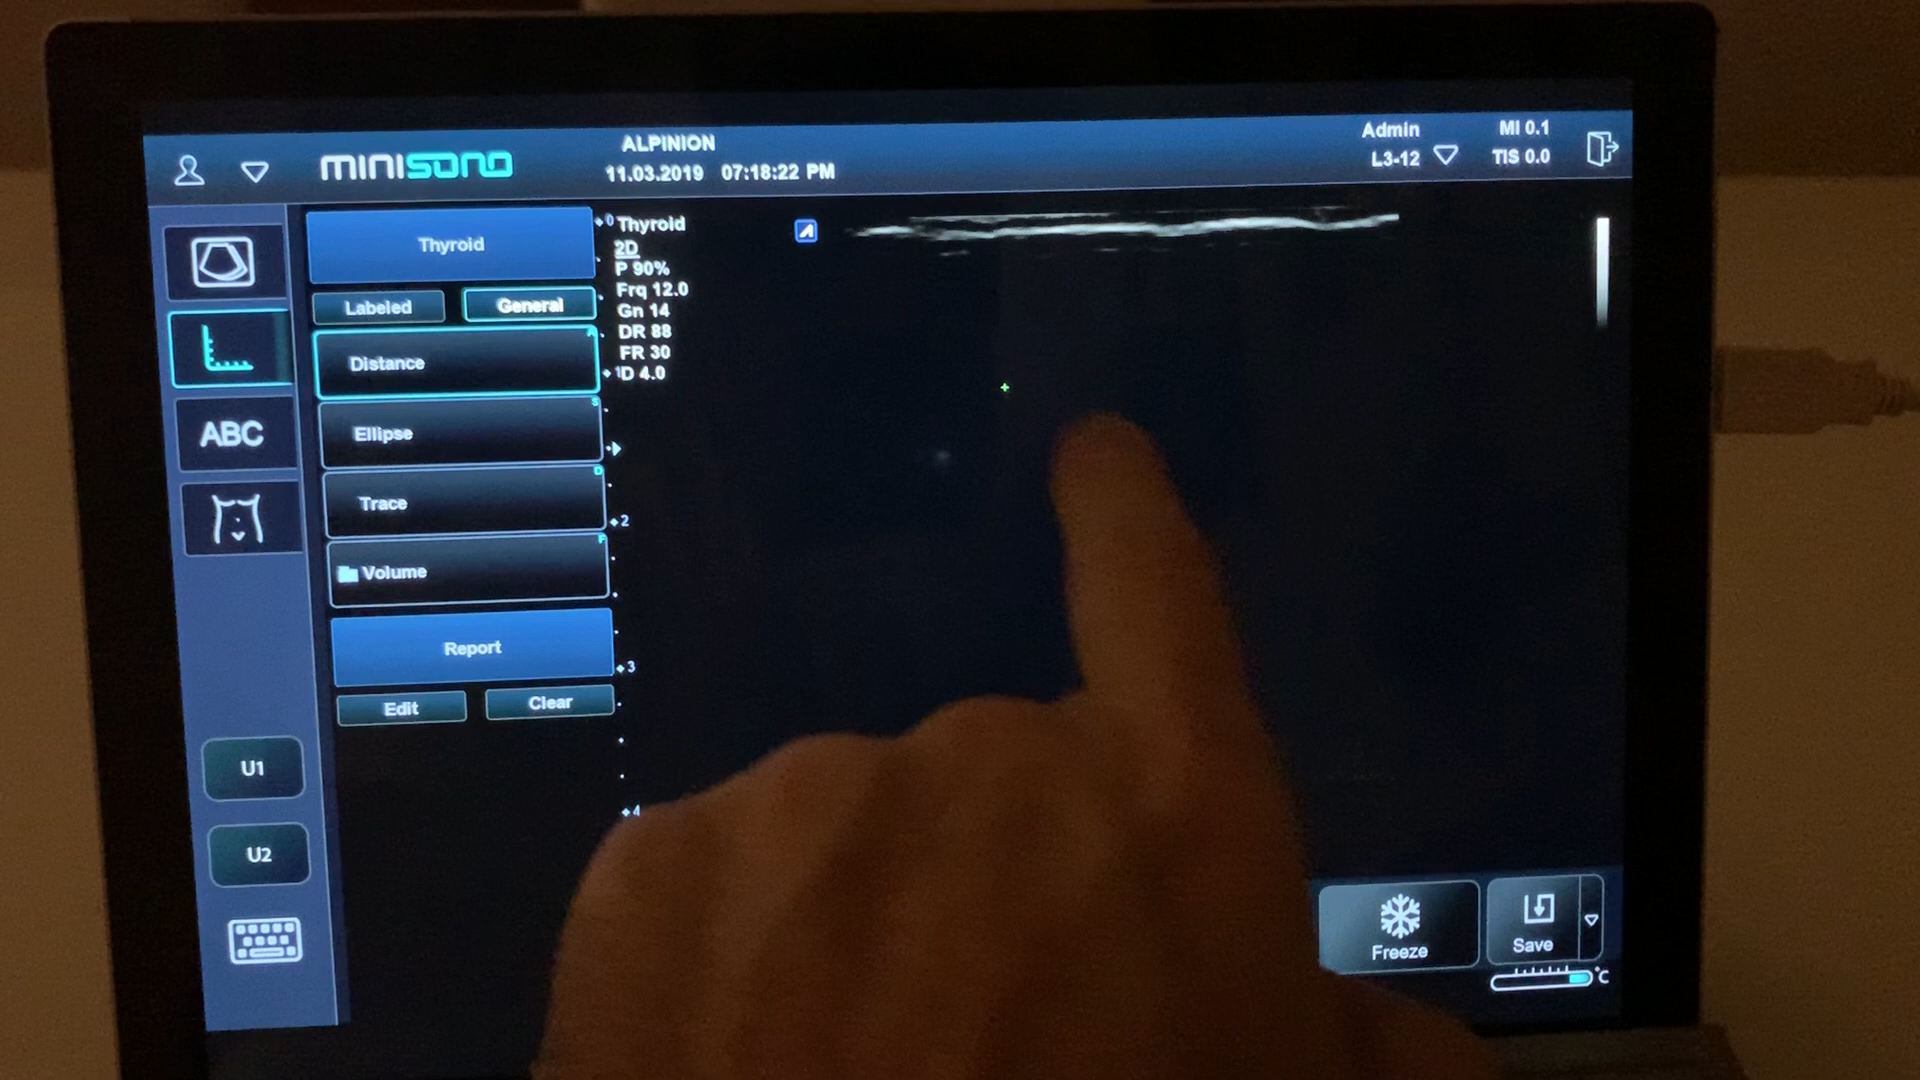 MINISONO
ALPINION
11.03.2019 07:18:22 PM
Admin
L3-12
MI 0.1
TIS 0.0
Thyroid
Labeled
General
Distance
A
Ellipse
S
Trace
D
Volume
F
Report
Edit
Clear
ABC
U1
U2
0
Thyroid
2D
P 90%
Frq 12.0
Gn 14
DR 88
FR 30
1
D 4.0
2
3
4
Freeze
Save
°C